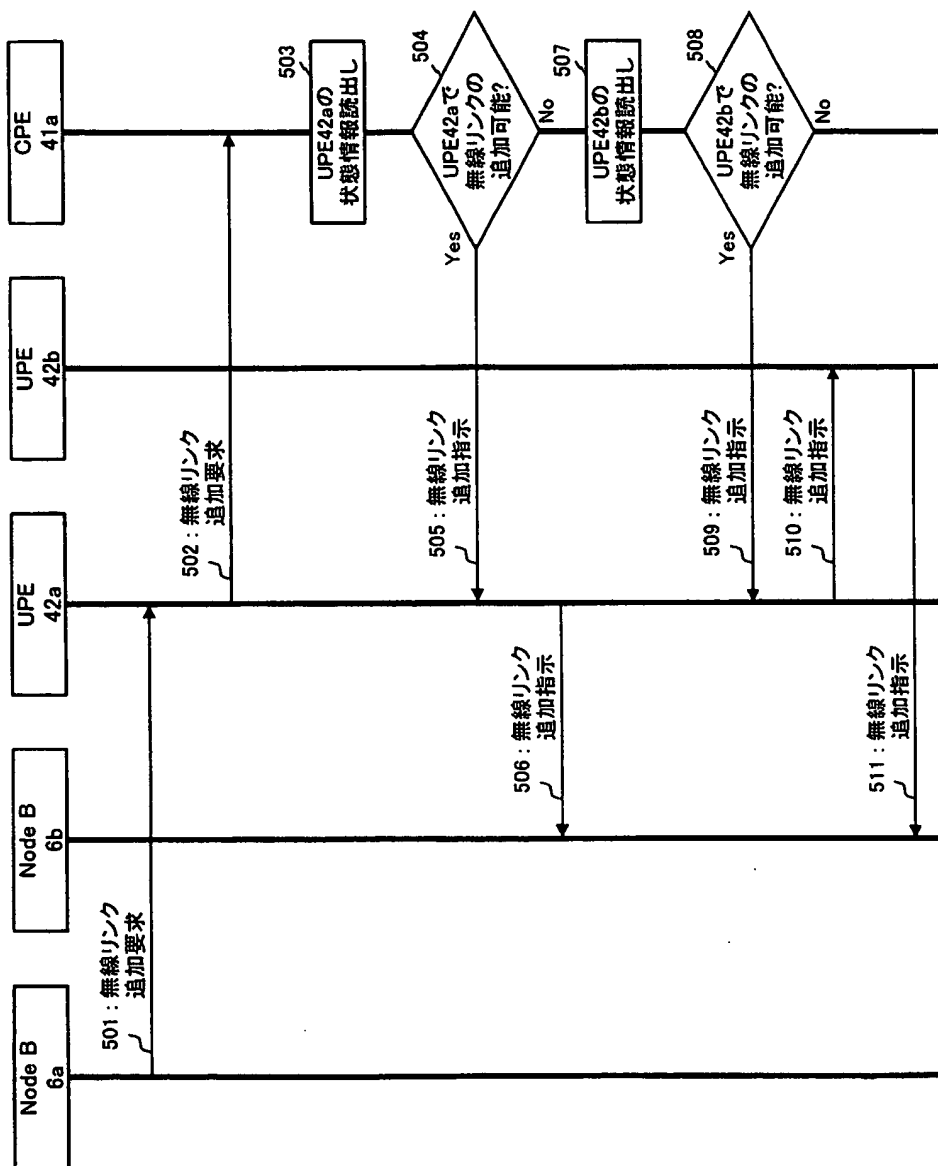 Node B
6a
Node B
6b
UPE
42a
UPE
42b
CPE
41a
501：無線リンク
追加要求
502：無線リンク
追加要求
503
UPE42aの
状態情報読出し
504
UPE42aで
無線リンクの
追加可能?
Yes
No
505：無線リンク
追加指示
506：無線リンク
追加指示
507
UPE42bの
状態情報読出し
508
UPE42bで
無線リンクの
追加可能?
Yes
No
509：無線リンク
追加指示
510：無線リンク
追加指示
511：無線リンク
追加指示